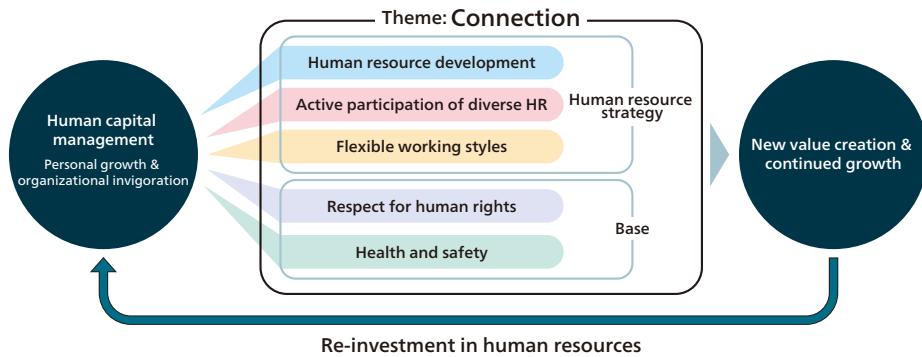 Theme: Connection
Human capital
management
Personal growth &
organizational invigoration
Human resource development
Active participation of diverse HR
Flexible working styles
Human resource
strategy
Respect for human rights
Health and safety
Base
New value creation &
continued growth
Re-investment in human resources